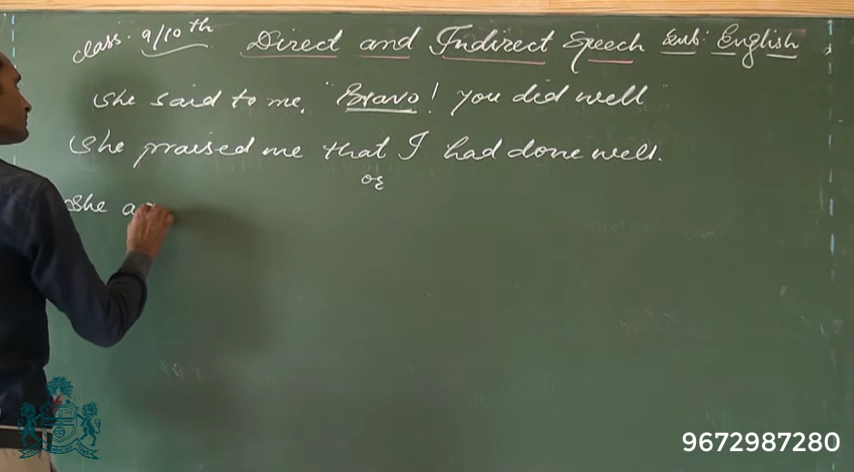 class: 9/10th Direct and Indirect Speech Sub: English
She said to me, "Bravo! you did well"
She praised me that I had done well.
or
She a
9672987280